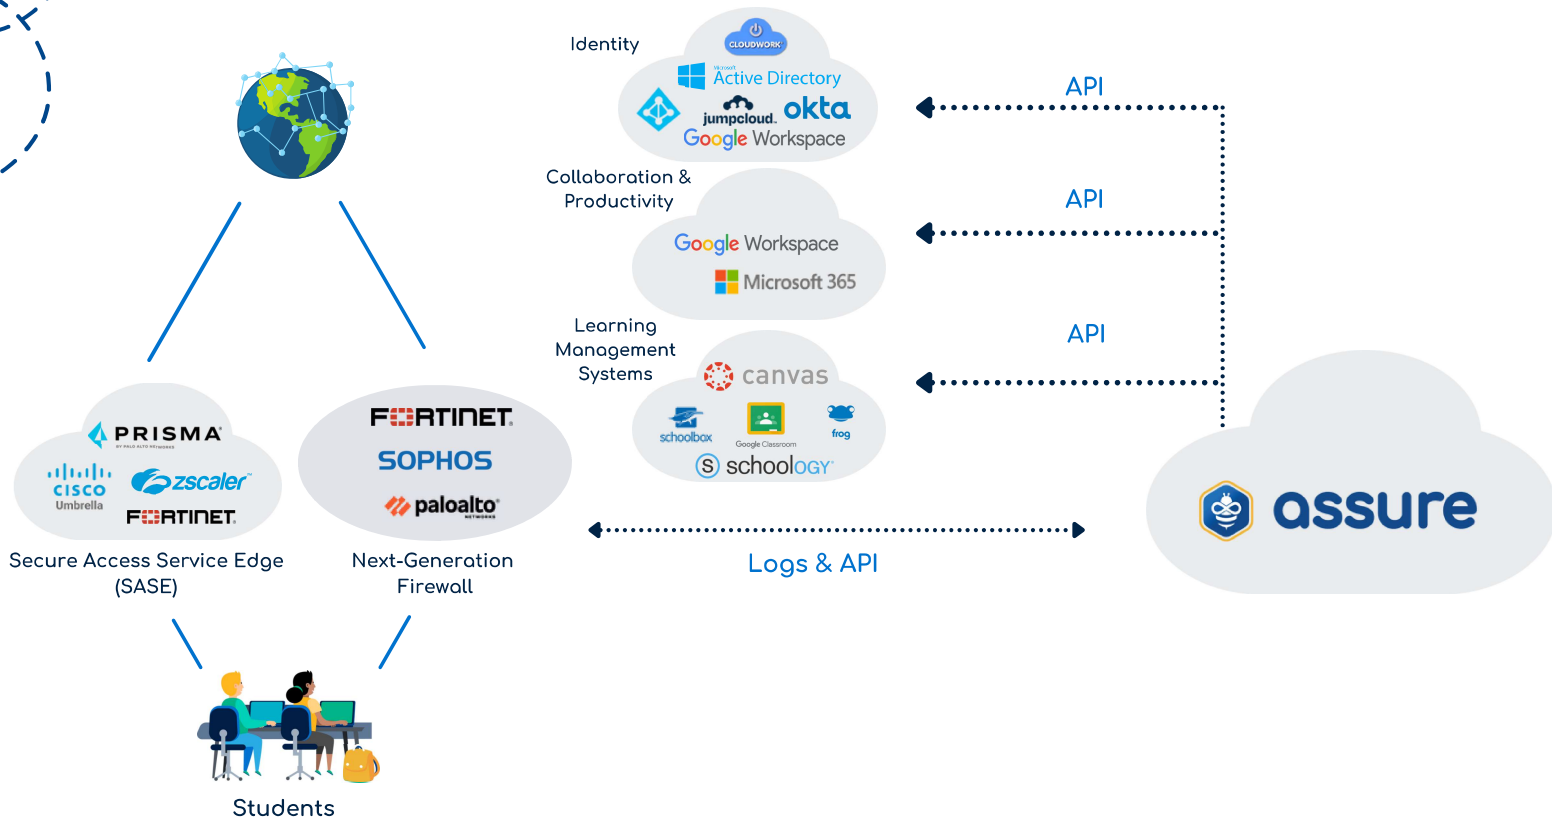 Identity
CLOUDWORK
Microsoft
Active Directory
jumpcloud
okta
Google Workspace
API
Collaboration &
Productivity
Google Workspace
Microsoft 365
API
Learning
Management
Systems
canvas
schoolbox
Google Classroom
frog
S schoology
API
PRISMA
BY PALO ALTO NETWORKS
CISCO
Umbrella
zscaler
FORTINET
Secure Access Service Edge
(SASE)
FORTINET
SOPHOS
paloalto
NETWORKS
Next-Generation
Firewall
Logs & API
assure
Students